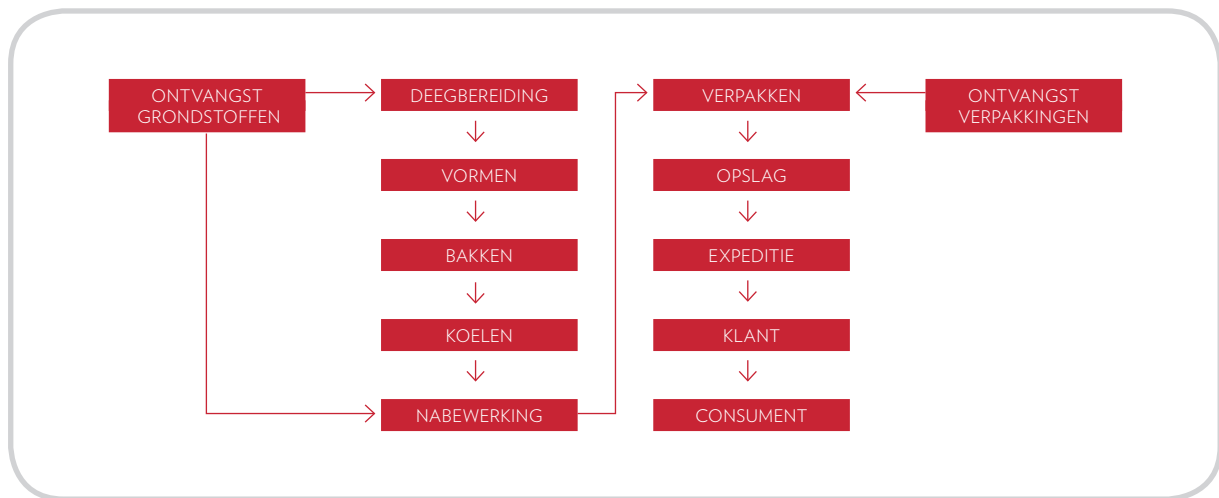 ONTVANGST
GRONDSTOFFEN
DEEGBEREIDING
VORMEN
BAKKEN
KOELEN
NABEWERKING
VERPAKKEN
OPSLAG
EXPEDITIE
KLANT
CONSUMENT
ONTVANGST
VERPAKKINGEN